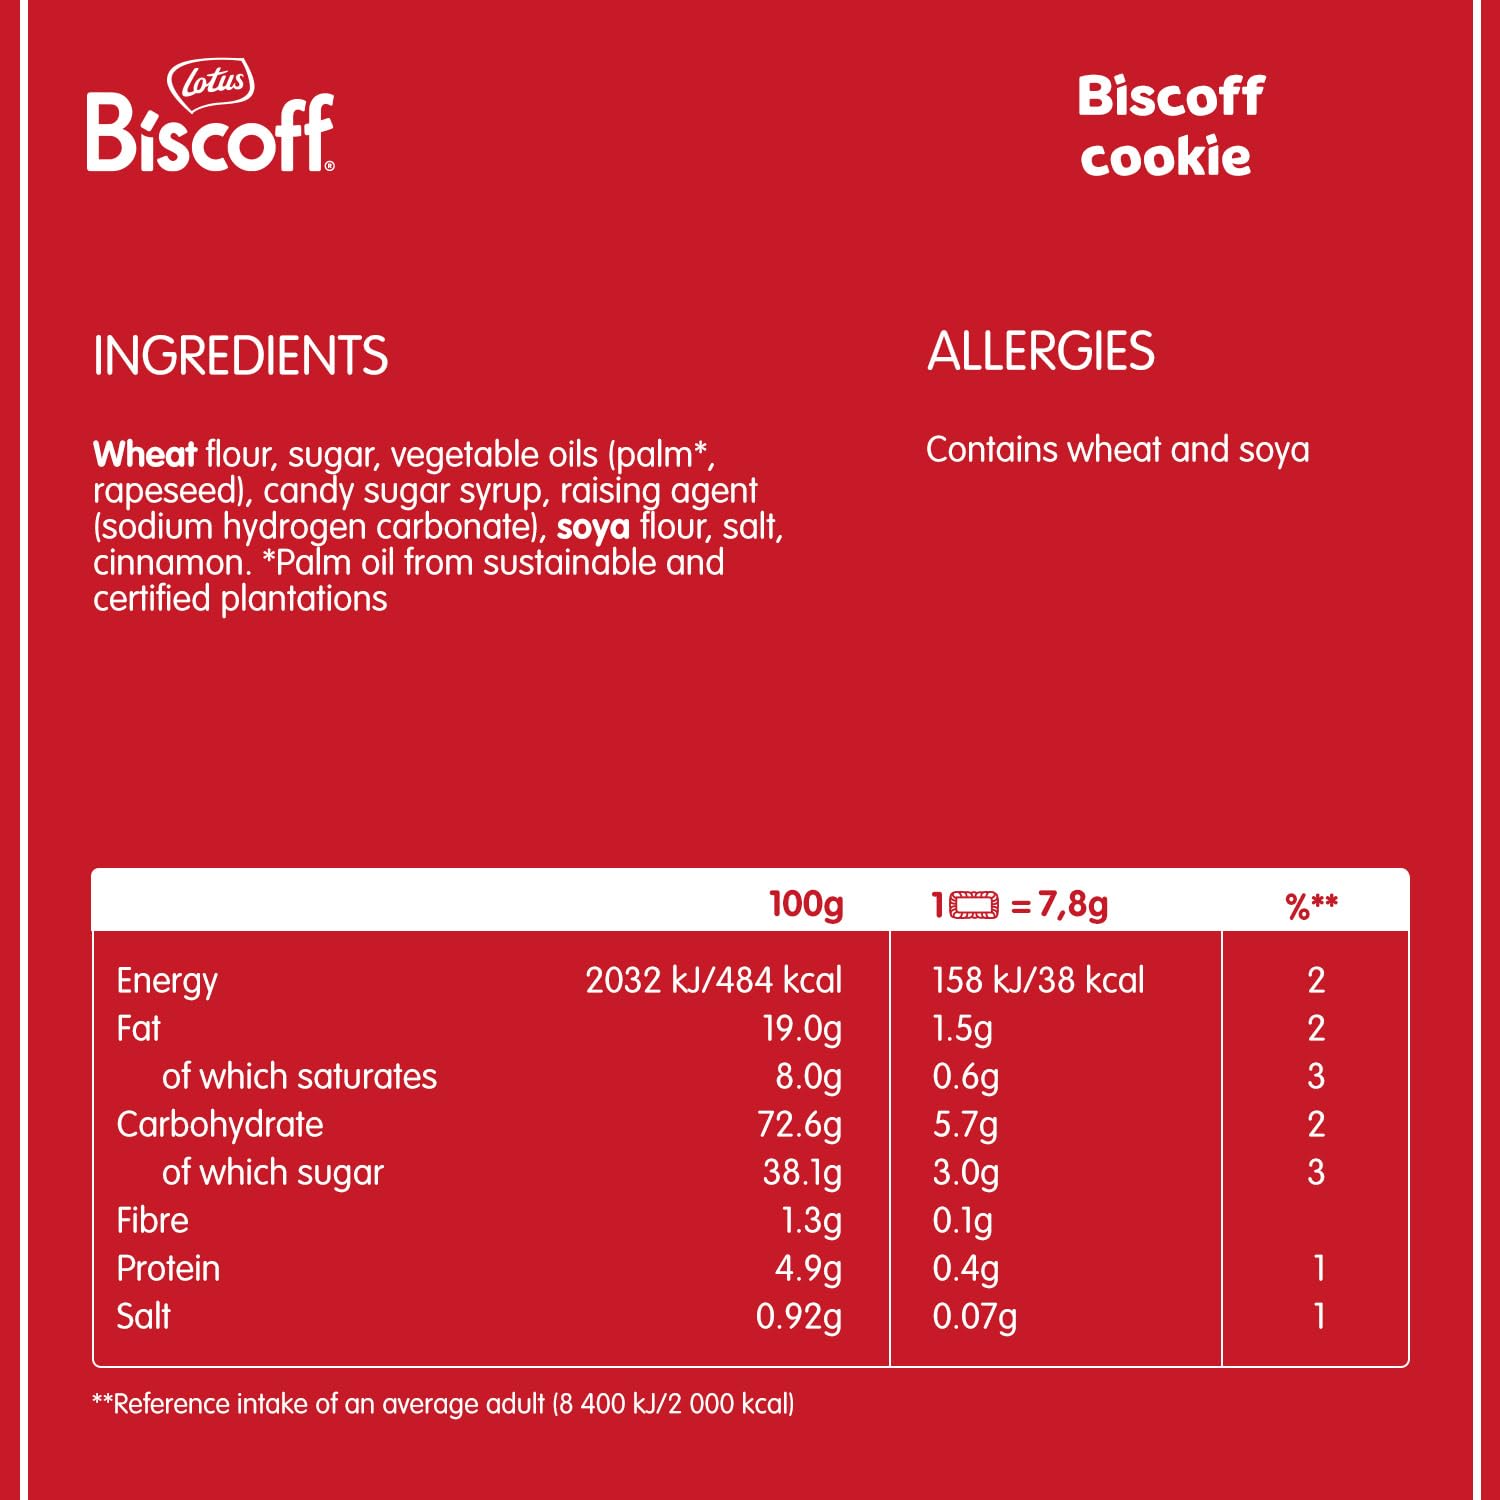 Lotus
Biscoff®
Biscoff
cookie
INGREDIENTS
Wheat flour, sugar, vegetable oils (palm*,
rapeseed), candy sugar syrup, raising agent
(sodium hydrogen carbonate), soya flour, salt,
cinnamon. *Palm oil from sustainable and
certified plantations
ALLERGIES
Contains wheat and soya
100g 1 = 7,8g %**
Energy 2032 kJ/484 kcal 158 kJ/38 kcal 2
Fat 19.0g 1.5g 2
of which saturates 8.0g 0.6g 3
Carbohydrate 72.6g 5.7g 2
of which sugar 38.1g 3.0g 3
Fibre 1.3g 0.1g
Protein 4.9g 0.4g 1
Salt 0.92g 0.07g 1
**Reference intake of an average adult (8 400 kJ/2 000 kcal)